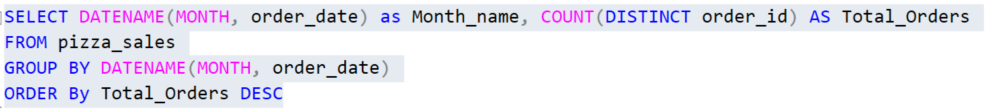 SELECT DATENAME(MONTH, order_date) as Month_name, COUNT(DISTINCT order_id) AS Total_Orders
FROM pizza_sales
GROUP BY DATENAME(MONTH, order_date)
ORDER By Total_Orders DESC